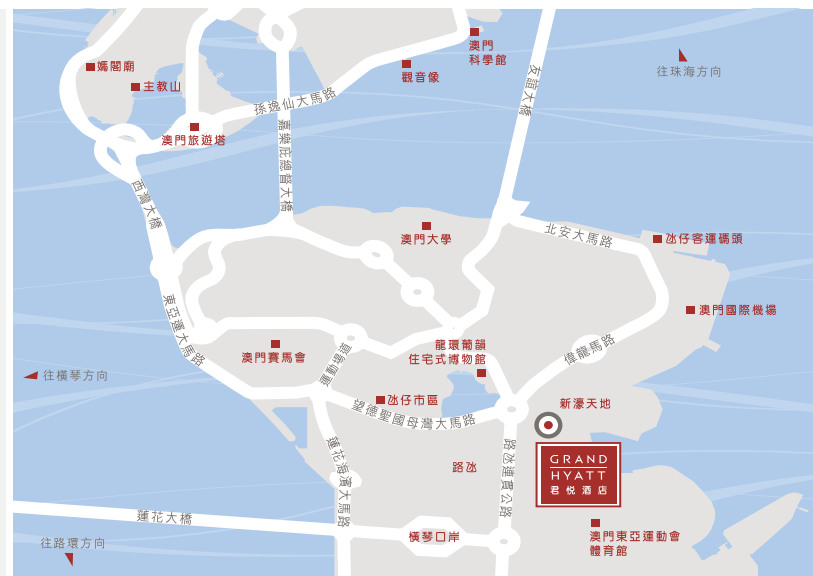 澳門
科學館
媽閣廟
觀音像
往珠海方向
主教山
友誼大橋
孫逸仙大馬路
澳門旅遊塔
嘉樂庇總督大橋
西灣大橋
澳門大學
北安大馬路
氹仔客運碼頭
東亞運大馬路
澳門國際機場
龍環葡韻
住宅式博物館
偉龍馬路
澳門賽馬會
運動場道
往橫琴方向
氹仔市區
新濠天地
望德聖國母灣大馬路
蓮花海濱大馬路
路氹連貫公路
路氹
GRAND
HYATT
君悦酒店
蓮花大橋
橫琴口岸
澳門東亞運動會
體育館
往路環方向